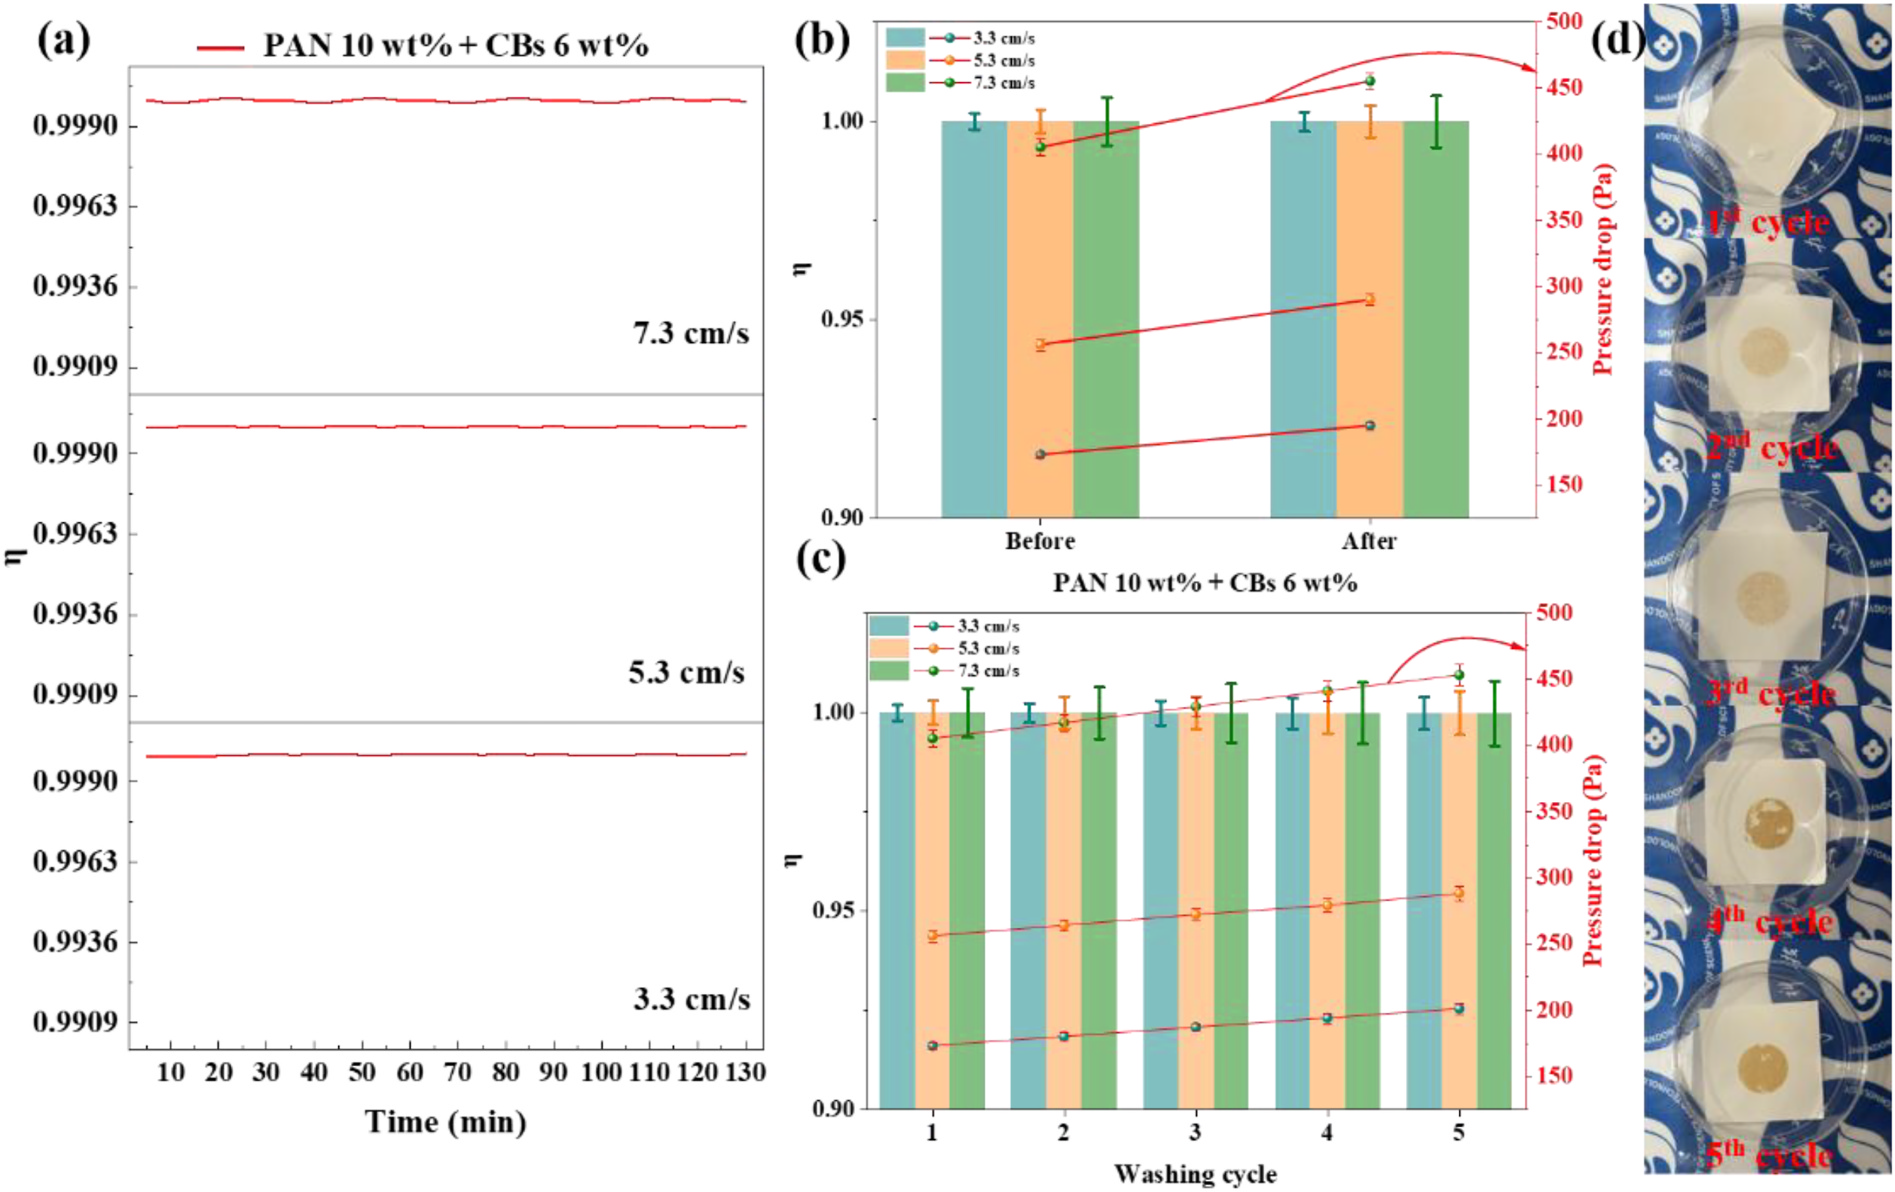 (a)
PAN 10 wt% + CBs 6 wt%
0.9990
0.9963
0.9936
0.9909
7.3 cm/s
0.9990
0.9963
0.9936
0.9909
5.3 cm/s
0.9990
0.9963
0.9936
0.9909
3.3 cm/s
η
10 20 30 40 50 60 70 80 90 100 110 120 130
Time (min)
(b)
3.3 cm/s
5.3 cm/s
7.3 cm/s
1.00
0.95
0.90
η
500
450
400
350
300
250
200
150
Pressure drop (Pa)
Before After
PAN 10 wt% + CBs 6 wt%
(c)
3.3 cm/s
5.3 cm/s
7.3 cm/s
1.00
0.95
0.90
η
500
450
400
350
300
250
200
150
Pressure drop (Pa)
1 2 3 4 5
Washing cycle
(d)
1st cycle
2nd cycle
3rd cycle
4th cycle
5th cycle